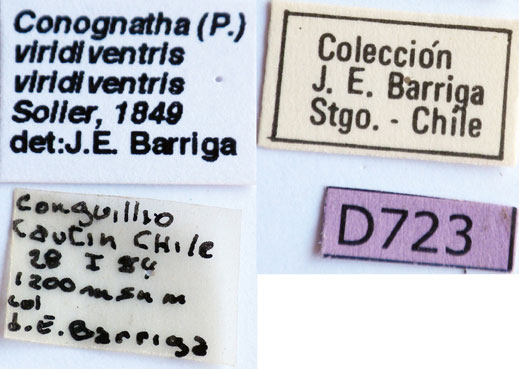 Conognatha (P.)
viridiventris
viridiventris
Solier, 1849
det:J.E. Barriga
Colección
J. E. Barriga
Stgo. - Chile
conguillio
Cautin CHile
28 I 84
1200 msnm
col
J.E. Barriga
D723